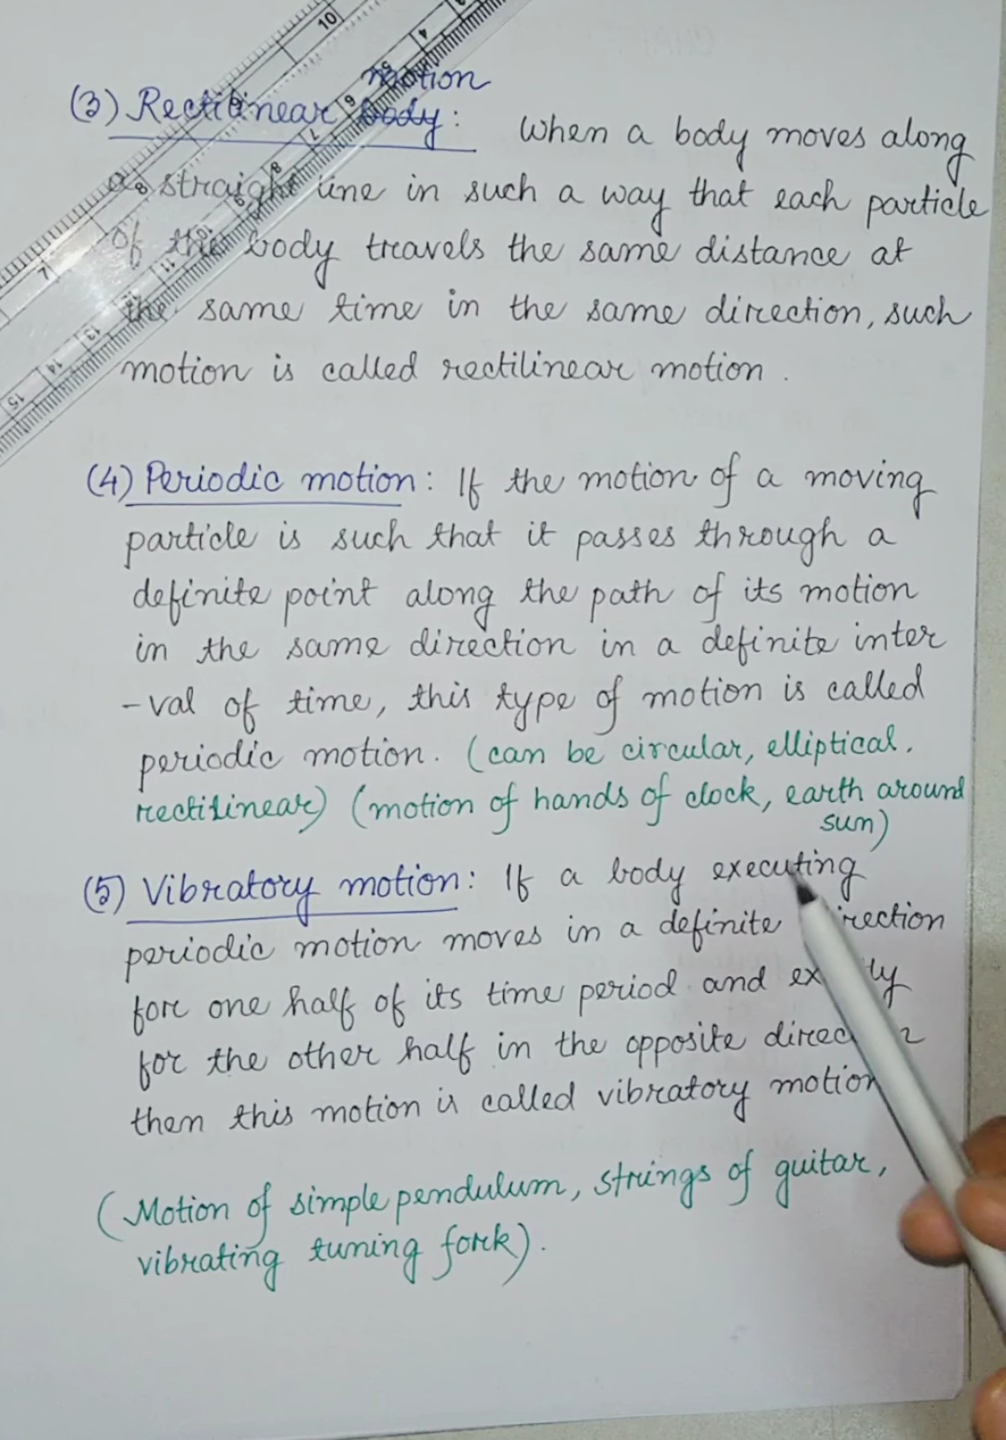 motion
(3) Rectilinear body :
When a body moves along
a straight line in such a way that each particle
of the body travels the same distance at
the same time in the same direction, such
motion is called rectilinear motion.
(4) Periodic motion : If the motion of a moving
particle is such that it passes through a
definite point along the path of its motion
in the same direction in a definite inter
-val of time, this type of motion is called
periodic motion. (can be circular, elliptical.
rectilinear) (motion of hands of clock, earth around
sun)
(5) Vibratory motion : If a body executing
periodic motion moves in a definite direction
for one half of its time period and exactly
for the other half in the opposite direction
then this motion is called vibratory motion
(Motion of simple pendulum, strings of guitar,
vibrating tuning fork).